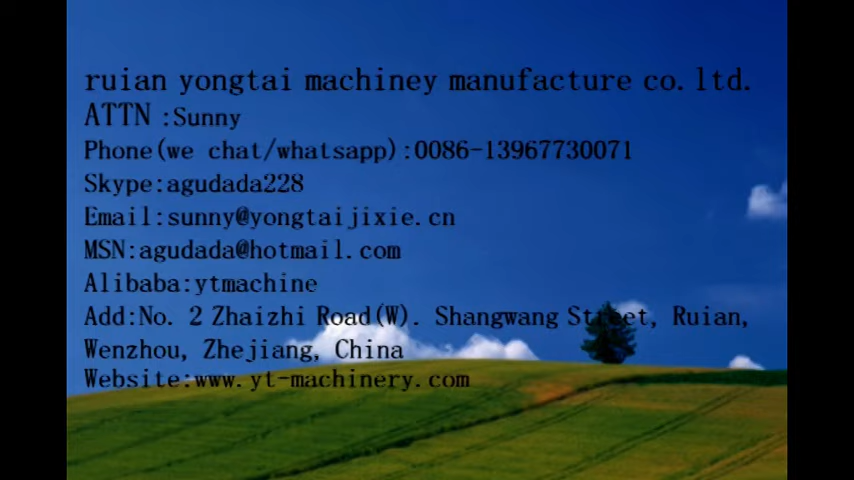 ruian yongtai machiney manufacture co.ltd.
ATTN :Sunny
Phone(we chat/whatsapp):0086-13967730071
Skype:agudada228
Email:sunny@yongtaijixie.cn
MSN:agudada@hotmail.com
Alibaba:ytmachine
Add:No. 2 Zhaizhi Road(W). Shangwang Street, Ruian,
Wenzhou, Zhejiang, China
Website:www.yt-machinery.com